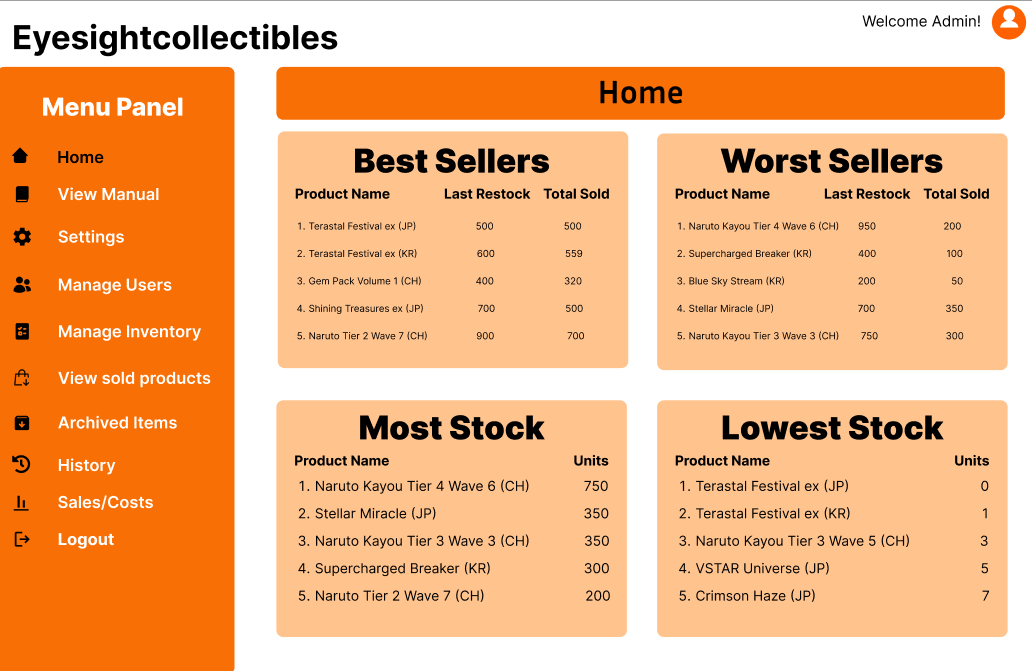 Welcome Admin!
Eyesightcollectibles
Menu Panel
Home
View Manual
Settings
Manage Users
Manage Inventory
View sold products
Archived Items
History
Sales/Costs
Logout
Home
Best Sellers
Product Name Last Restock Total Sold
1. Terastal Festival ex (JP) 500 500
2. Terastal Festival ex (KR) 600 559
3. Gem Pack Volume 1 (CH) 400 320
4. Shining Treasures ex (JP) 700 500
5. Naruto Tier 2 Wave 7 (CH) 900 700
Worst Sellers
Product Name Last Restock Total Sold
1. Naruto Kayou Tier 4 Wave 6 (CH) 950 200
2. Supercharged Breaker (KR) 400 100
3. Blue Sky Stream (KR) 200 50
4. Stellar Miracle (JP) 700 350
5. Naruto Kayou Tier 3 Wave 3 (CH) 750 300
Most Stock
Product Name Units
1. Naruto Kayou Tier 4 Wave 6 (CH) 750
2. Stellar Miracle (JP) 350
3. Naruto Kayou Tier 3 Wave 3 (CH) 350
4. Supercharged Breaker (KR) 300
5. Naruto Tier 2 Wave 7 (CH) 200
Lowest Stock
Product Name Units
1. Terastal Festival ex (JP) 0
2. Terastal Festival ex (KR) 1
3. Naruto Kayou Tier 3 Wave 5 (CH) 3
4. VSTAR Universe (JP) 5
5. Crimson Haze (JP) 7